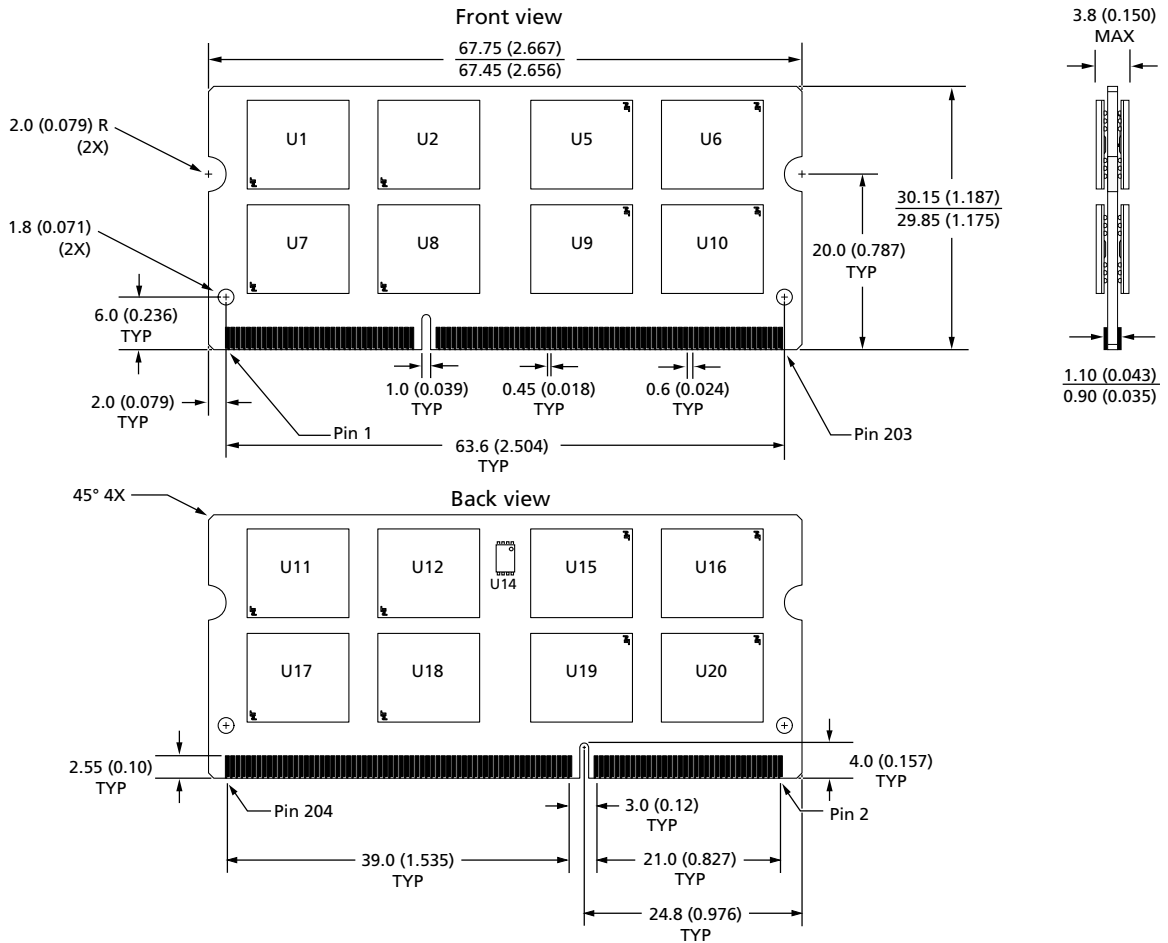 Front view
67.75 (2.667)
67.45 (2.656)
3.8 (0.150)
MAX
2.0 (0.079) R
(2X)
U1
U2
U5
U6
1.8 (0.071)
(2X)
U7
U8
U9
U10
30.15 (1.187)
29.85 (1.175)
20.0 (0.787)
TYP
6.0 (0.236)
TYP
2.0 (0.079)
TYP
1.0 (0.039)
TYP
0.45 (0.018)
TYP
0.6 (0.024)
TYP
1.10 (0.043)
0.90 (0.035)
Pin 1
63.6 (2.504)
TYP
Pin 203
45° 4X
Back view
U11
U12
U14
U15
U16
U17
U18
U19
U20
2.55 (0.10)
TYP
4.0 (0.157)
TYP
Pin 204
3.0 (0.12)
TYP
Pin 2
39.0 (1.535)
TYP
21.0 (0.827)
TYP
24.8 (0.976)
TYP